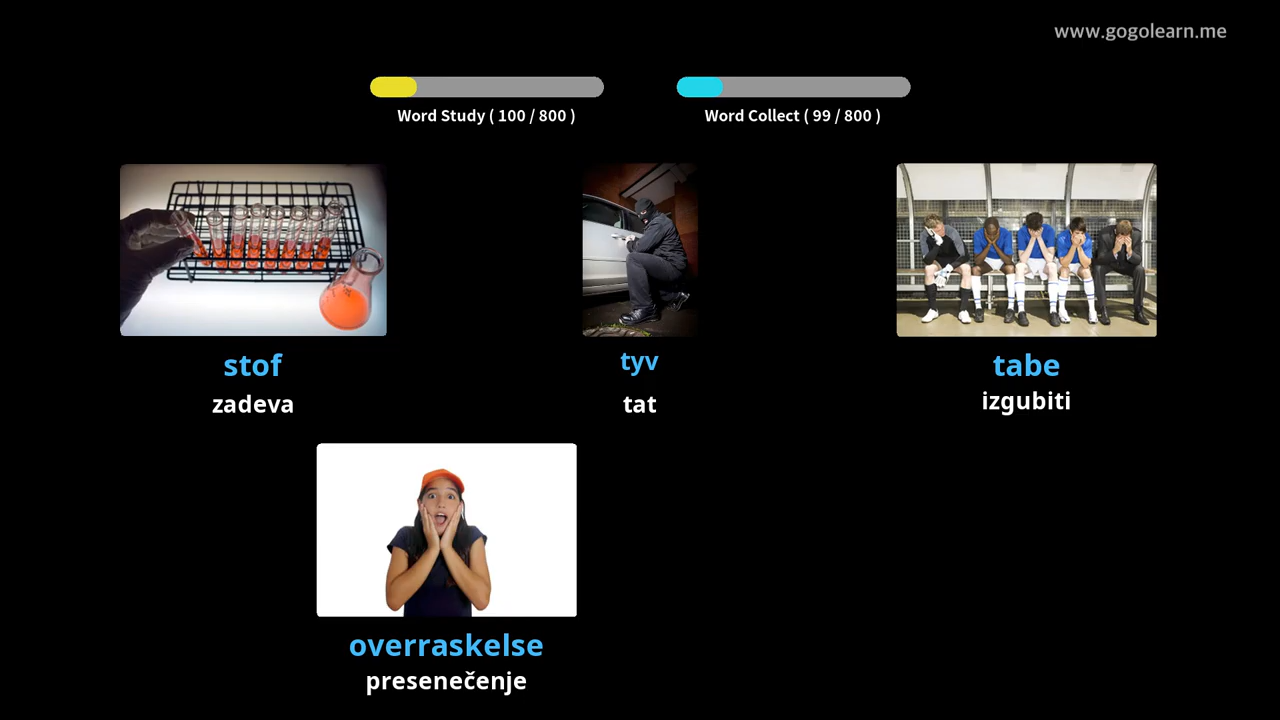 www.gogolearn.me
Word Study ( 100 / 800 )
Word Collect ( 99 / 800 )
stof
zadeva
tyv
tat
tabe
izgubiti
overraskelse
presenečenje